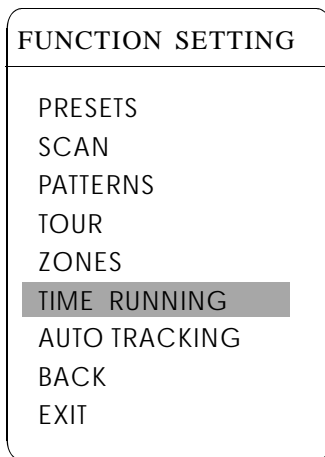 FUNCTION SETTING
PRESETS
SCAN
PATTERNS
TOUR
ZONES
TIME RUNNING
AUTO TRACKING
BACK
EXIT